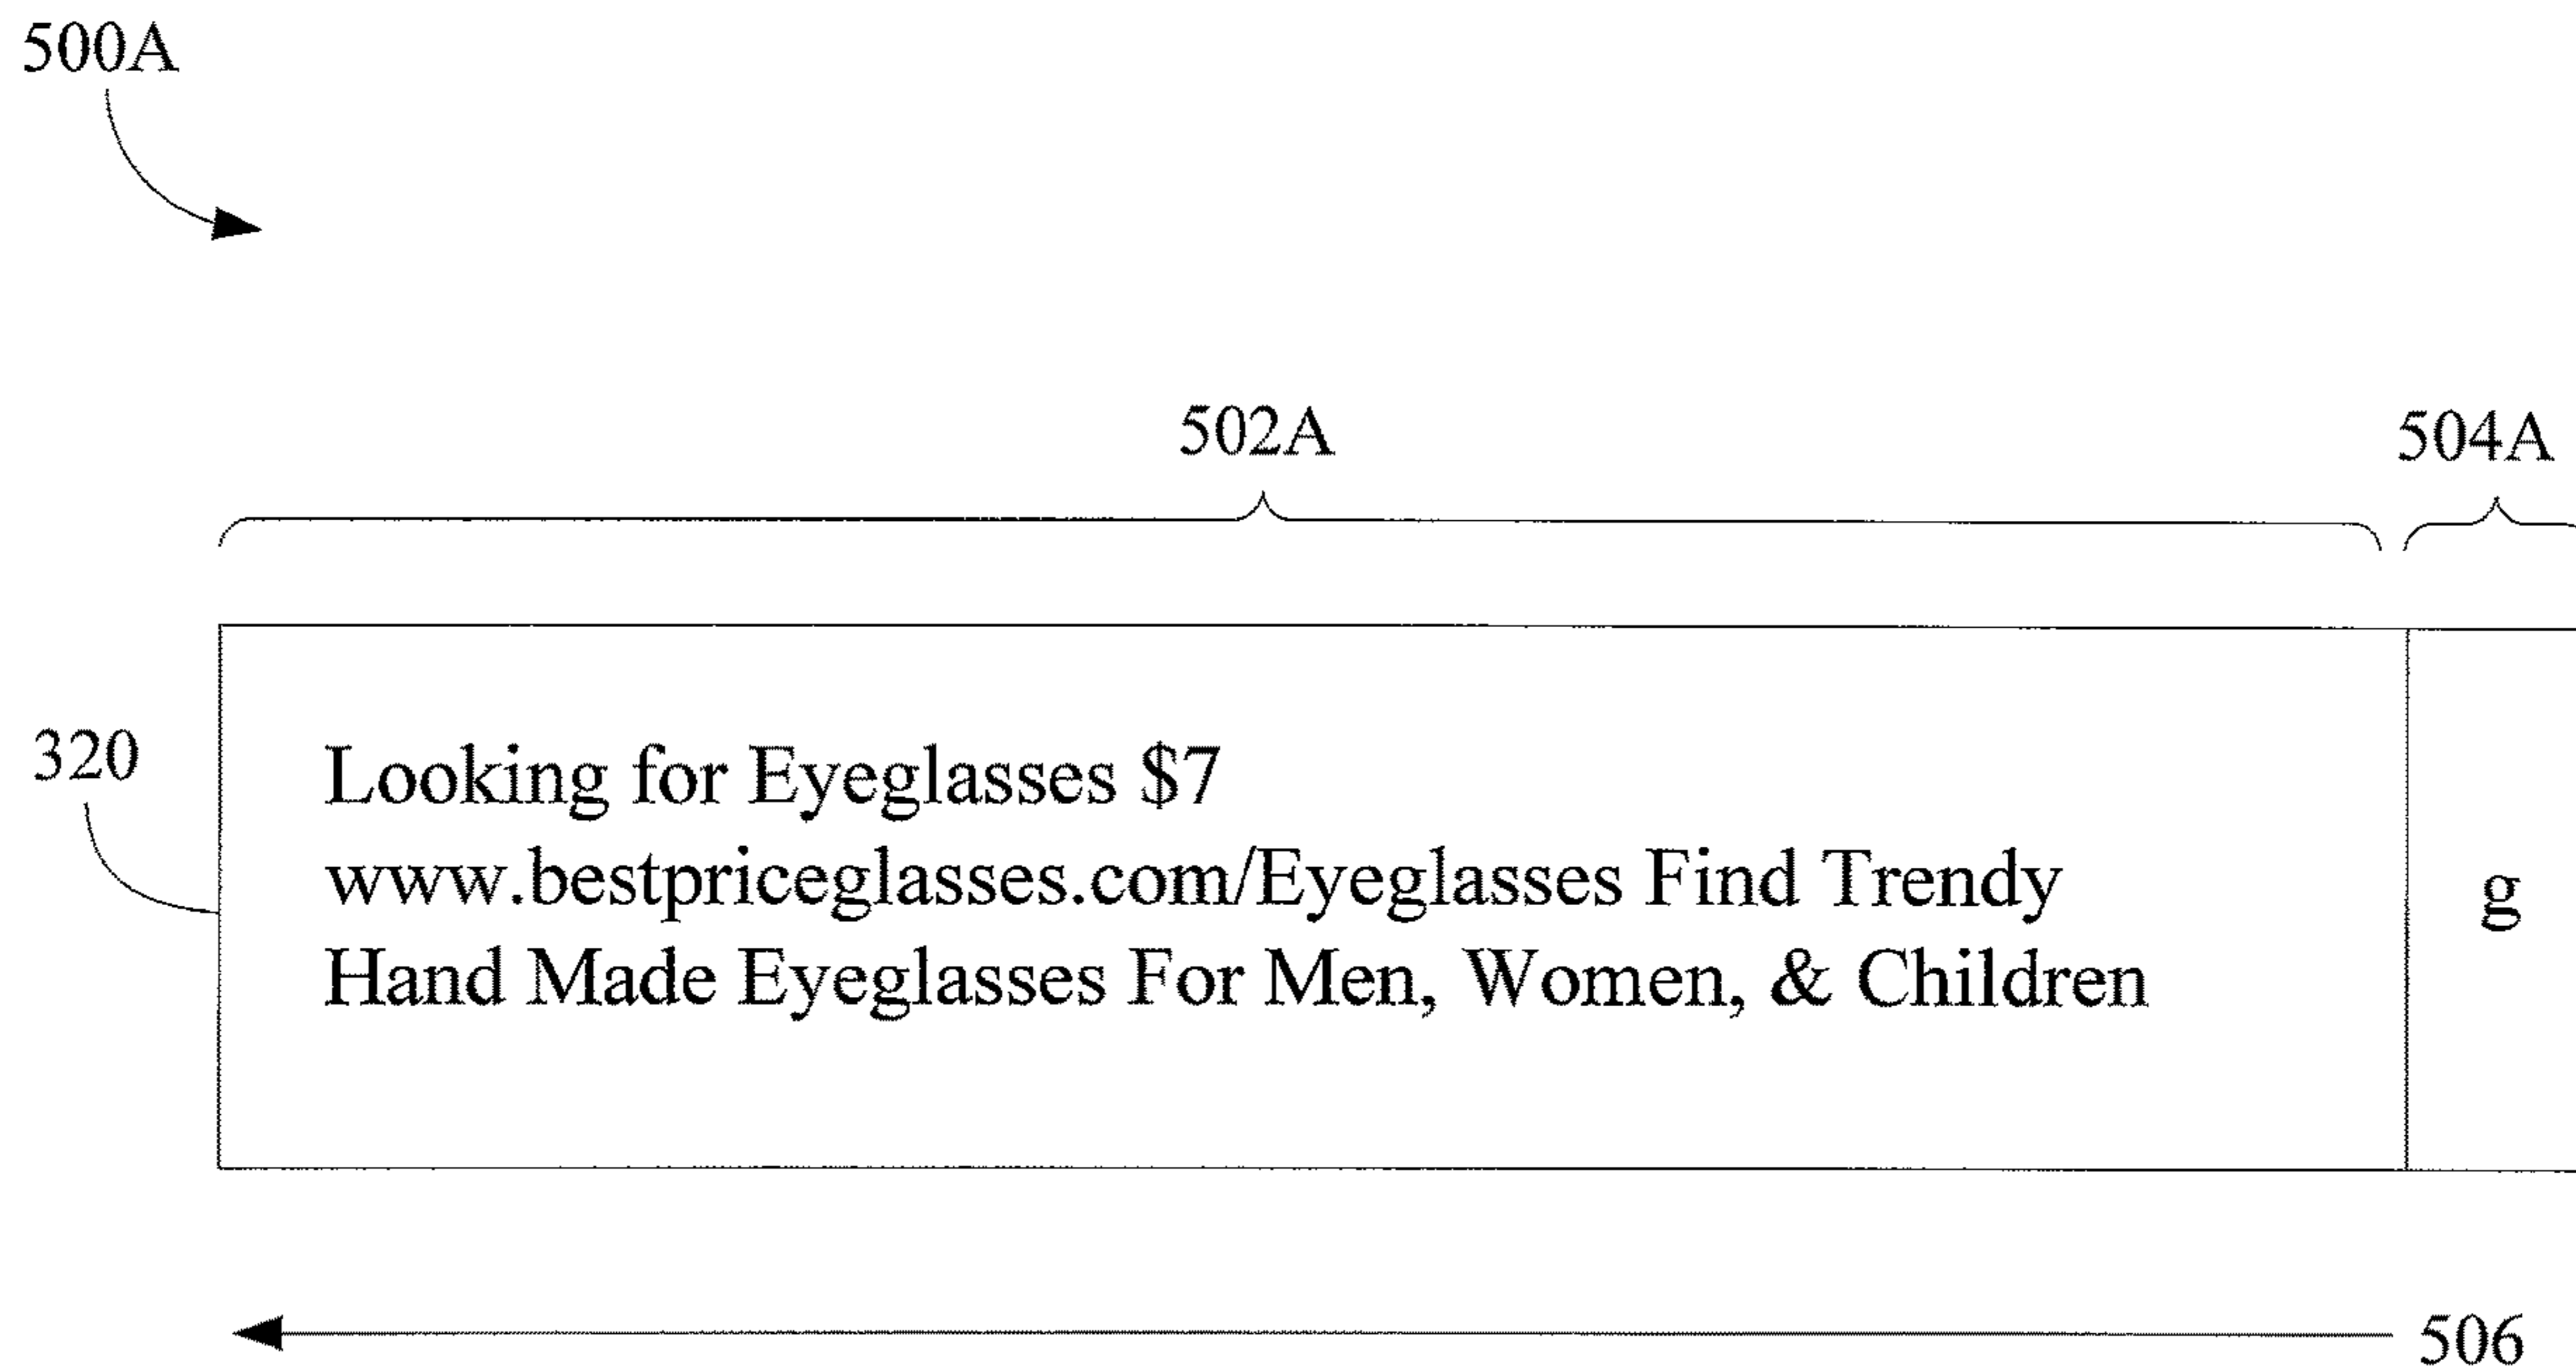 500A
502A
504A
320
Looking for Eyeglasses $7
www.bestpriceglasses.com/Eyeglasses Find Trendy
Hand Made Eyeglasses For Men, Women, & Children
g
506